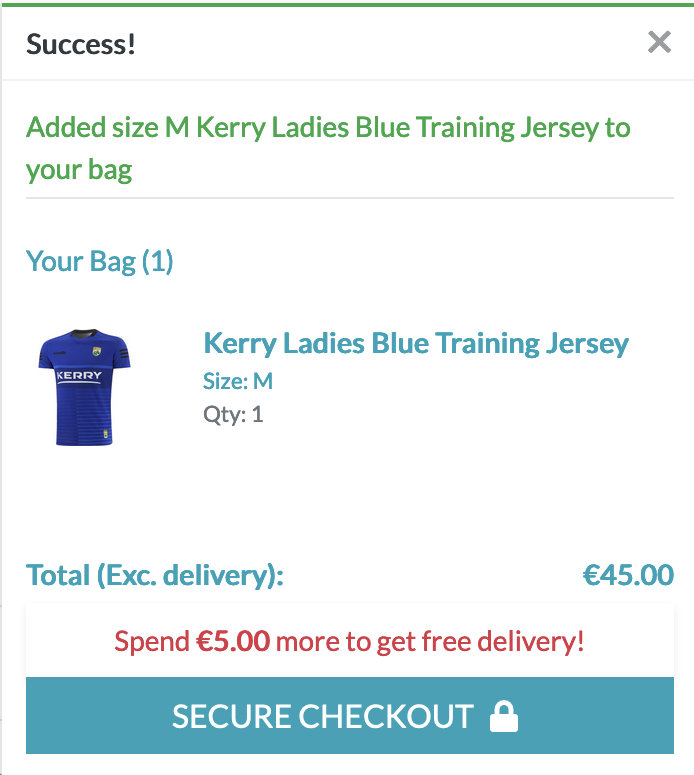 Success!
Added size M Kerry Ladies Blue Training Jersey to
your bag
Your Bag (1)
KERRY
Kerry Ladies Blue Training Jersey
Size: M
Qty: 1
Total (Exc. delivery): €45.00
Spend €5.00 more to get free delivery!
SECURE CHECKOUT